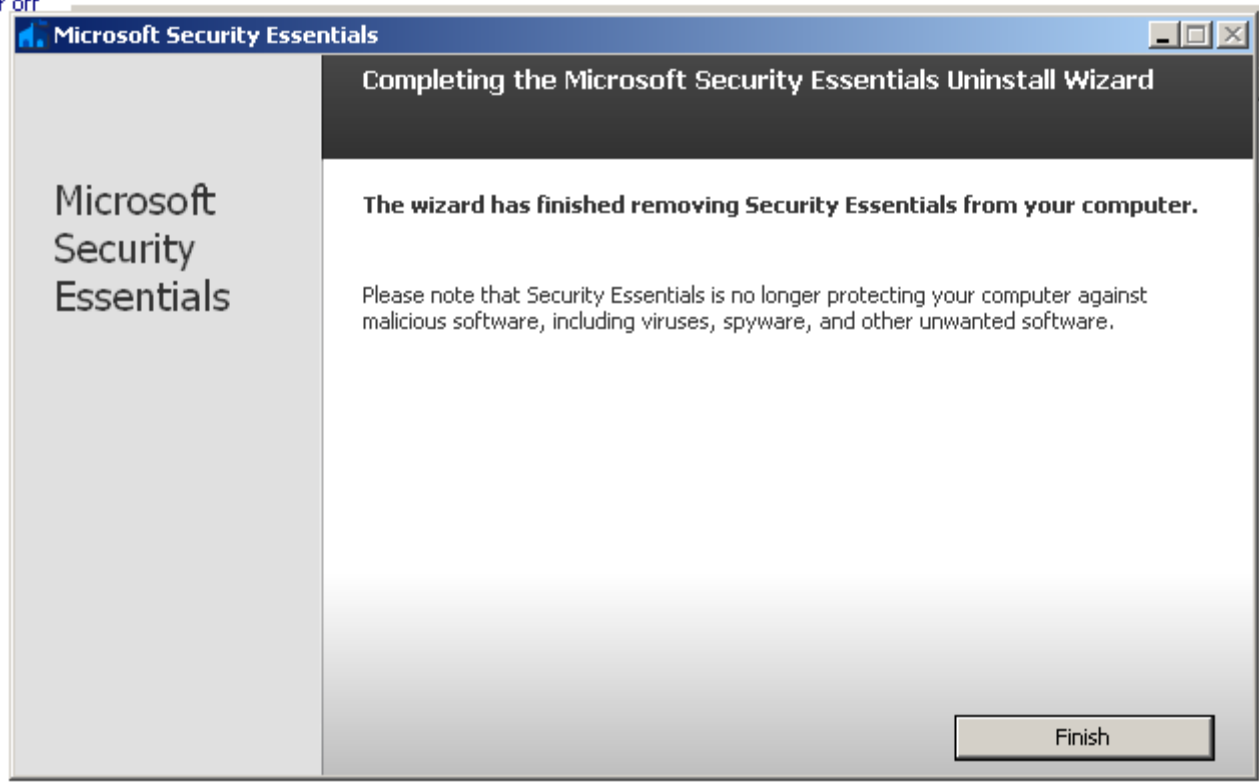 off
Microsoft Security Essentials
Completing the Microsoft Security Essentials Uninstall Wizard
Microsoft
Security
Essentials
The wizard has finished removing Security Essentials from your computer.
Please note that Security Essentials is no longer protecting your computer against
malicious software, including viruses, spyware, and other unwanted software.
Finish